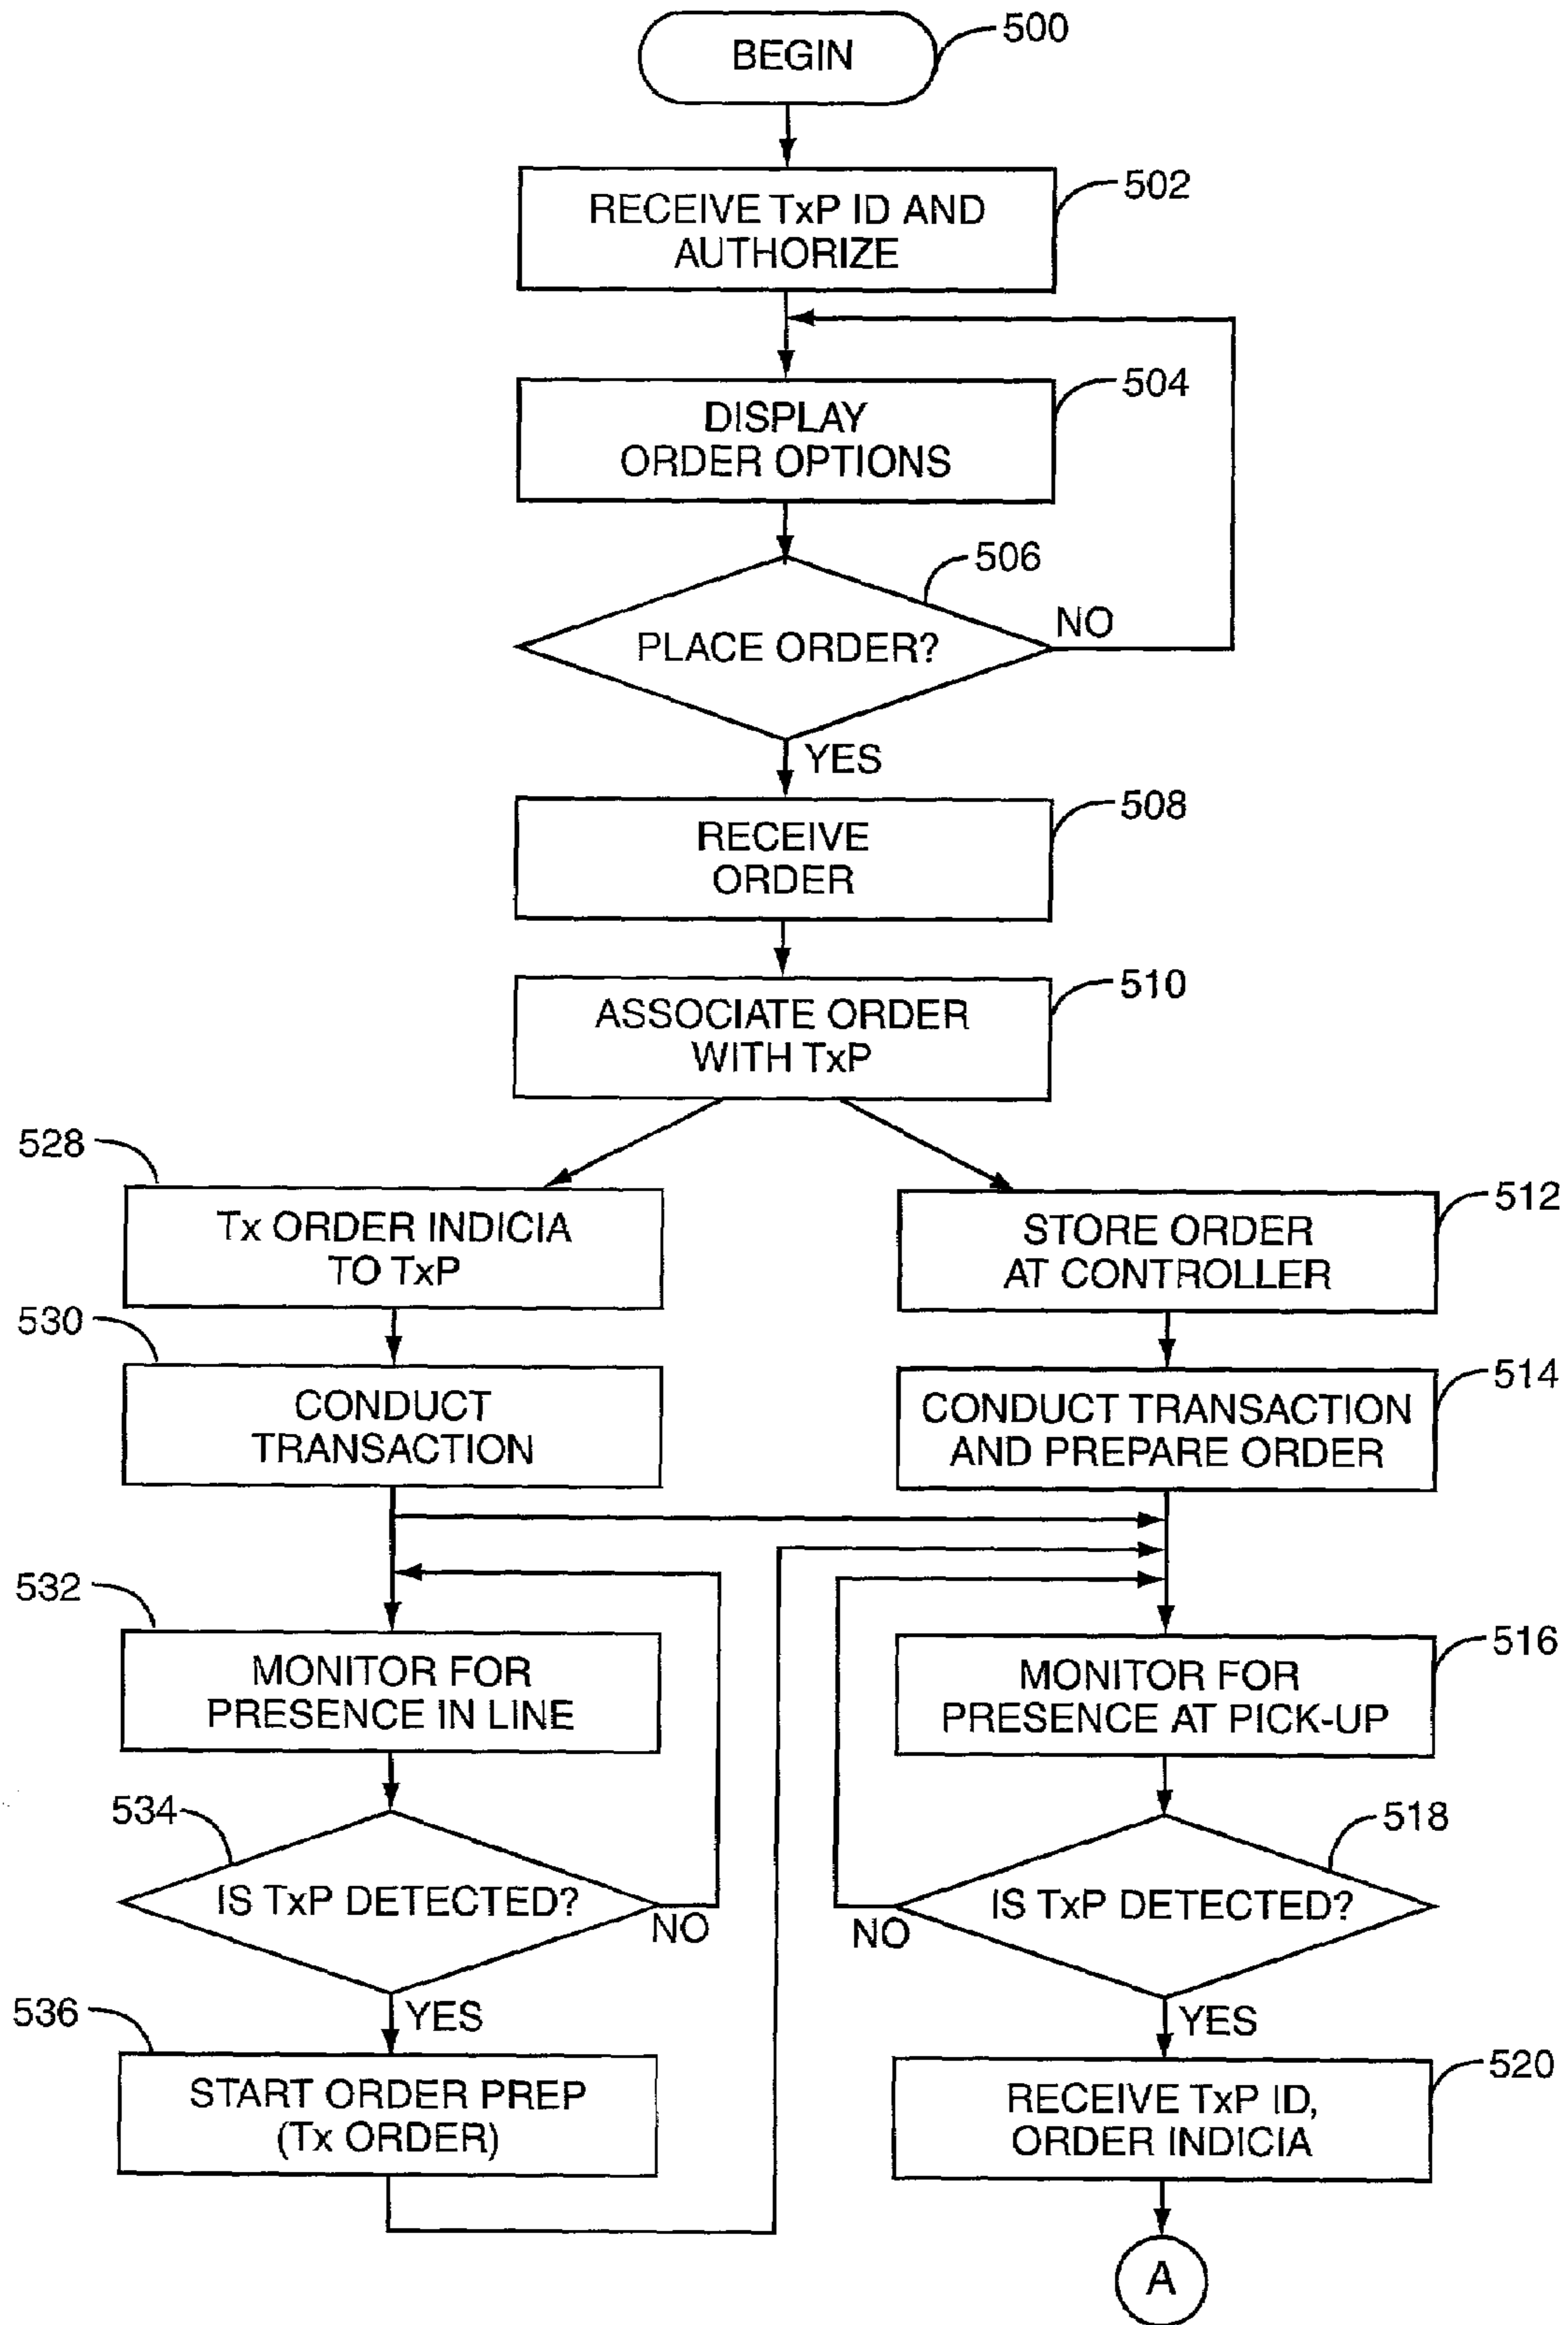 BEGIN
500
RECEIVE TxP ID AND
AUTHORIZE
502
DISPLAY
ORDER OPTIONS
504
506
PLACE ORDER?
NO
YES
RECEIVE
ORDER
508
ASSOCIATE ORDER
WITH TxP
510
528
Tx ORDER INDICIA
TO TxP
530
CONDUCT
TRANSACTION
532
MONITOR FOR
PRESENCE IN LINE
534
IS TxP DETECTED?
NO
YES
536
START ORDER PREP
(Tx ORDER)
STORE ORDER
AT CONTROLLER
512
CONDUCT TRANSACTION
AND PREPARE ORDER
514
MONITOR FOR
PRESENCE AT PICK-UP
516
518
IS TxP DETECTED?
NO
YES
RECEIVE TxP ID,
ORDER INDICIA
520
A